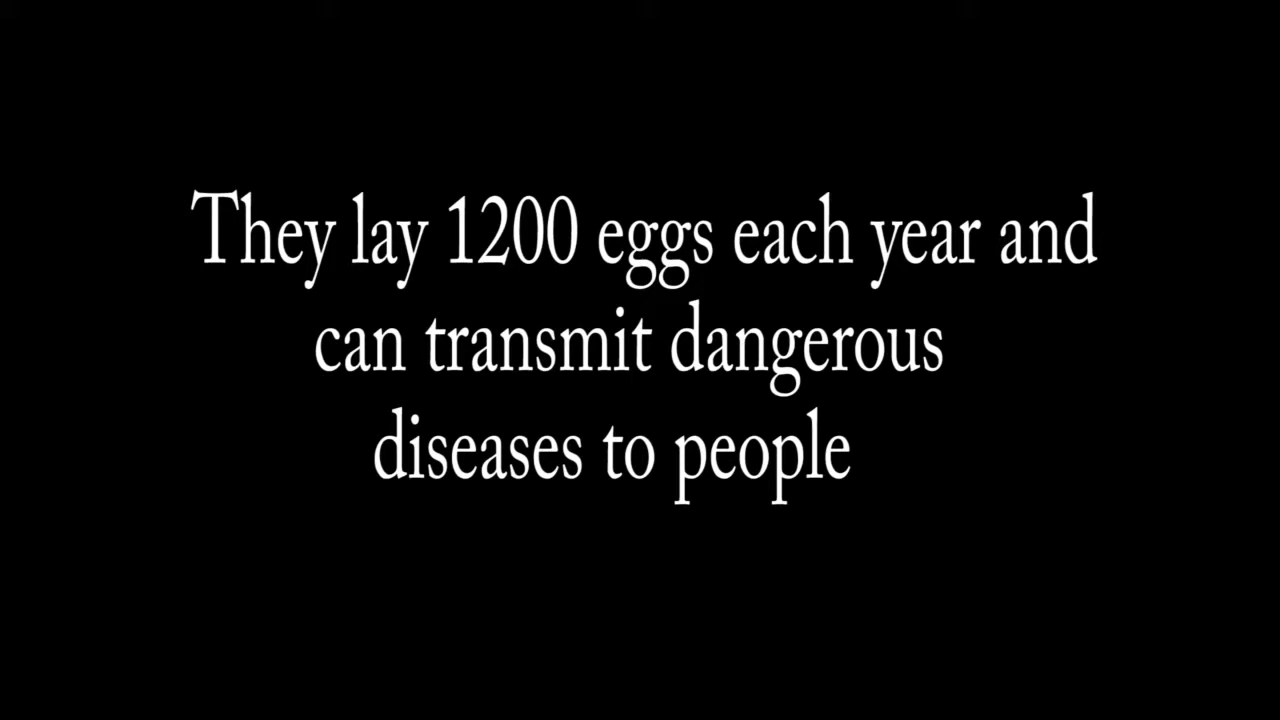 They lay 1200 eggs each year and
can transmit dangerous
diseases to people